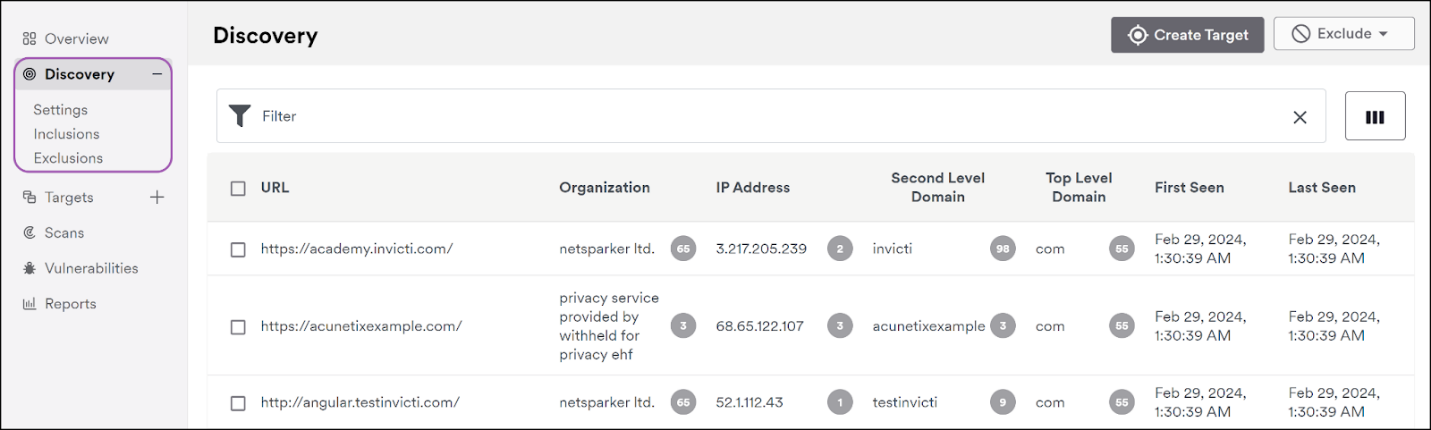 Overview
Discovery
Settings
Inclusions
Exclusions
Targets
Scans
Vulnerabilities
Reports
Discovery
Create Target
Exclude
Filter
URL Organization IP Address Second Level Domain Top Level Domain First Seen Last Seen
https://academy.invicti.com/ netsparker ltd. 65 3.217.205.239 2 invicti 98 com 55 Feb 29, 2024, 1:30:39 AM Feb 29, 2024, 1:30:39 AM
https://acunetixexample.com/ privacy service provided by withheld for privacy ehf 3 68.65.122.107 3 acunetixexample 3 com 55 Feb 29, 2024, 1:30:39 AM Feb 29, 2024, 1:30:39 AM
http://angular.testinvicti.com/ netsparker ltd. 65 52.1.112.43 1 testinvicti 9 com 55 Feb 29, 2024, 1:30:39 AM Feb 29, 2024, 1:30:39 AM